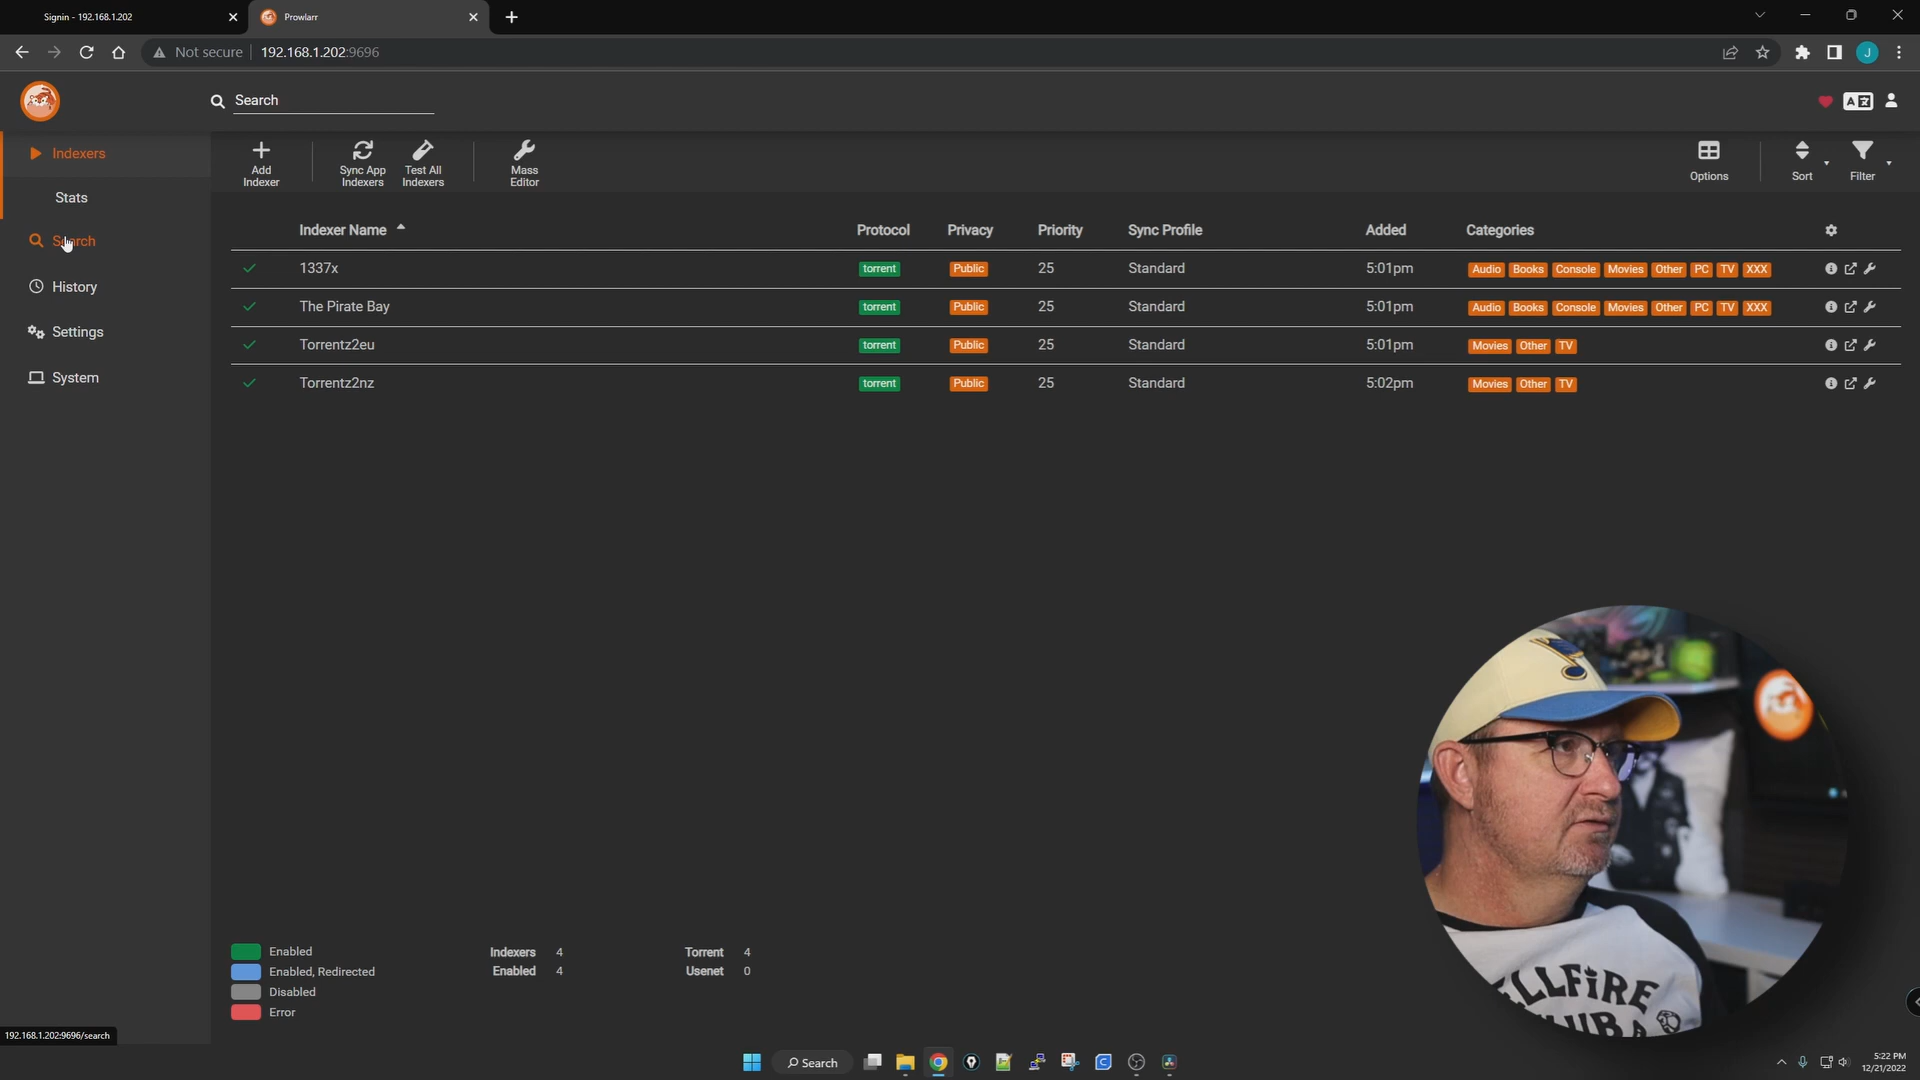 Signin - 192.168.1.202
Prowlarr
Not secure
192.168.1.202:9696
J
Search
Indexers
Stats
Search
History
Settings
System
Add Indexer
Sync App Indexers
Test All Indexers
Mass Editor
Options
Sort
Filter
Indexer Name Protocol Privacy Priority Sync Profile Added Categories
1337x torrent Public 25 Standard 5:01pm Audio Books Console Movies Other PC TV XXX
The Pirate Bay torrent Public 25 Standard 5:01pm Audio Books Console Movies Other PC TV XXX
Torrentz2eu torrent Public 25 Standard 5:01pm Movies Other TV
Torrentz2nz torrent Public 25 Standard 5:02pm Movies Other TV
Enabled
Enabled, Redirected
Disabled
Error
Indexers 4
Enabled 4
Torrent 4
Usenet 0
192.168.1.202:9696/search
Search
5:22 PM
12/21/2022